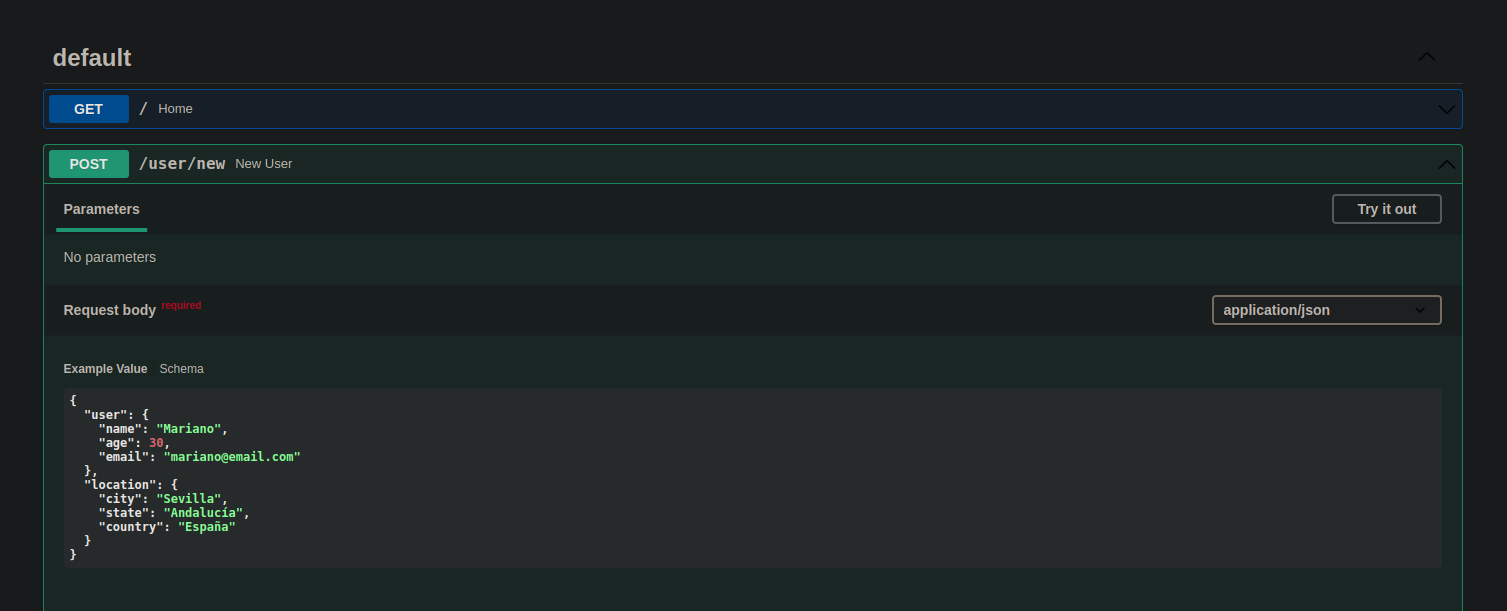 default
GET / Home
POST /user/new New User
Parameters
Try it out
No parameters
Request body required
application/json
Example Value Schema
{
  "user": {
    "name": "Mariano",
    "age": 30,
    "email": "mariano@email.com"
  },
  "location": {
    "city": "Sevilla",
    "state": "Andalucía",
    "country": "España"
  }
}